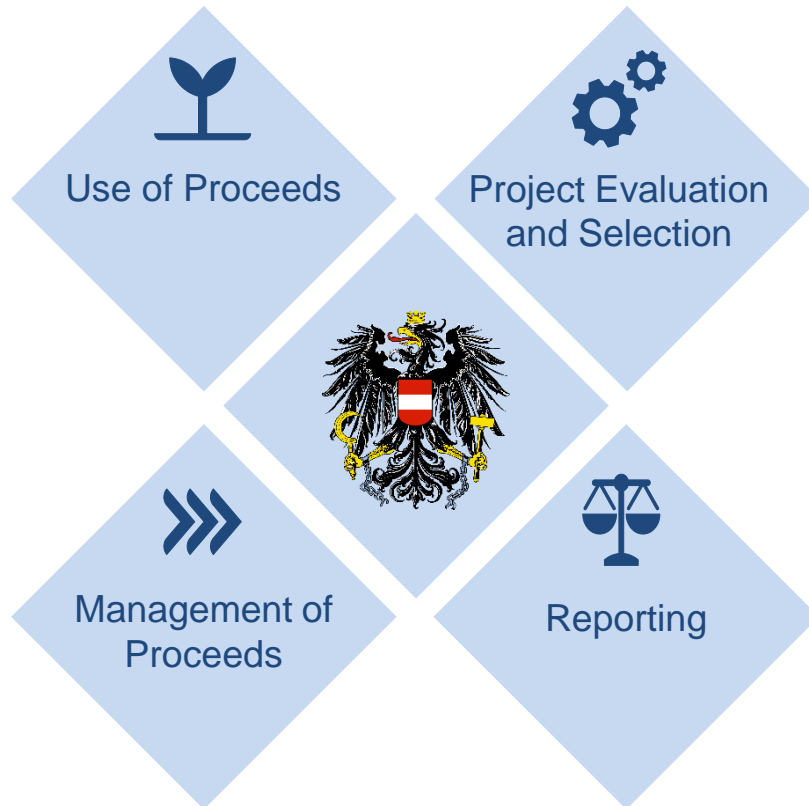 Use of Proceeds
Project Evaluation
and Selection
Management of
Proceeds
Reporting